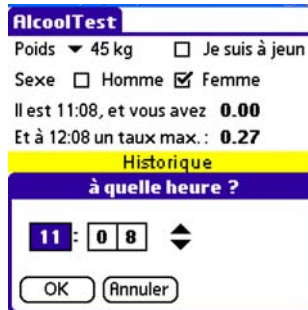 AlcoolTest
Poids 45 kg Je suis à jeun
Sexe Homme Femme
Il est 11:08, et vous avez 0.00
Et à 12:08 un taux max. : 0.27
Historique
à quelle heure ?
11 : 0 8
OK Annuler